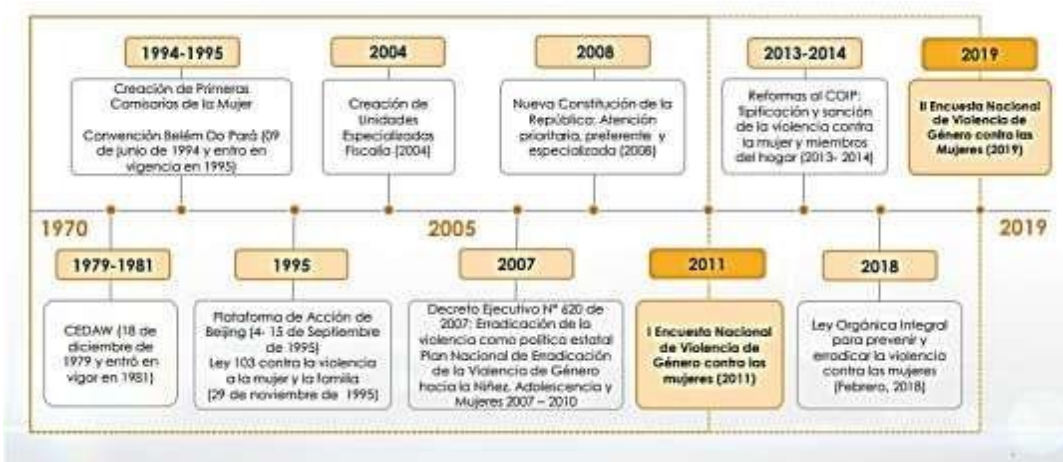 1994-1995
Creación de Primeras
Comisarías de la Mujer
Convención Belém Do Pará (09
de junio de 1994 y entro en
vigencia en 1995)
2004
Creación de
Unidades
Especializadas
Fiscalía (2004)
2008
Nueva Constitución de la
República: Atención
prioritaria, preferente y
especializada (2008)
2013-2014
Reformas al COIP:
Tipificación y sanción
de la violencia contra
la mujer y miembros
del hogar (2013- 2014)
2019
II Encuesta Nacional
de Violencia de
Género contra las
Mujeres (2019)
1970
2005
2019
1979-1981
CEDAW (18 de
diciembre de
1979 y entró en
vigor en 1981)
1995
Plataforma de Acción de
Beijing (4- 15 de Septiembre
de 1995)
Ley 103 contra la violencia
a la mujer y la familia
(29 de noviembre de 1995)
2007
Decreto Ejecutivo N° 620 de
2007: Erradicación de la
violencia como política estatal
Plan Nacional de Erradicación
de la Violencia de Género
hacia la Niñez, Adolescencia y
Mujeres 2007 – 2010
2011
I Encuesta Nacional
de Violencia de
Género contra las
mujeres (2011)
2018
Ley Orgánica Integral
para prevenir y
erradicar la violencia
contra las mujeres
(Febrero, 2018)